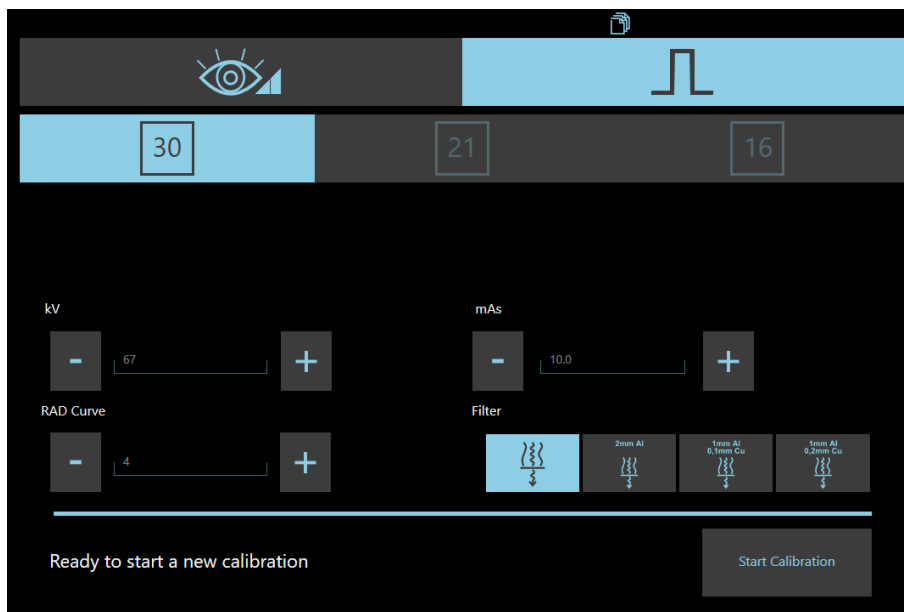 30
21
16
kV
mAs
- 67 +
- 10.0 +
RAD Curve
Filter
- 4 +
2mm Al
1mm Al
0,1mm Cu
1mm Al
0,2mm Cu
Ready to start a new calibration
Start Calibration